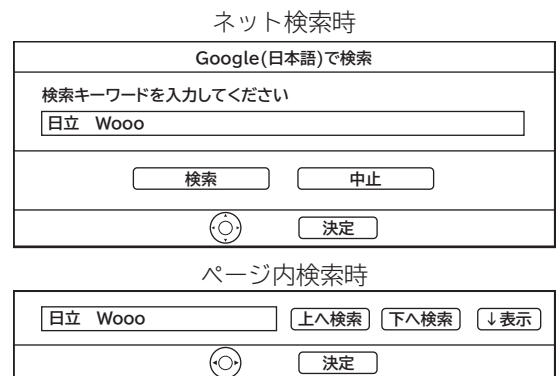 ネット検索時
Google(日本語)で検索
検索キーワードを入力してください
日立　Wooo
検索　中止
決定
ページ内検索時
日立　Wooo　上へ検索　下へ検索　↓表示
決定